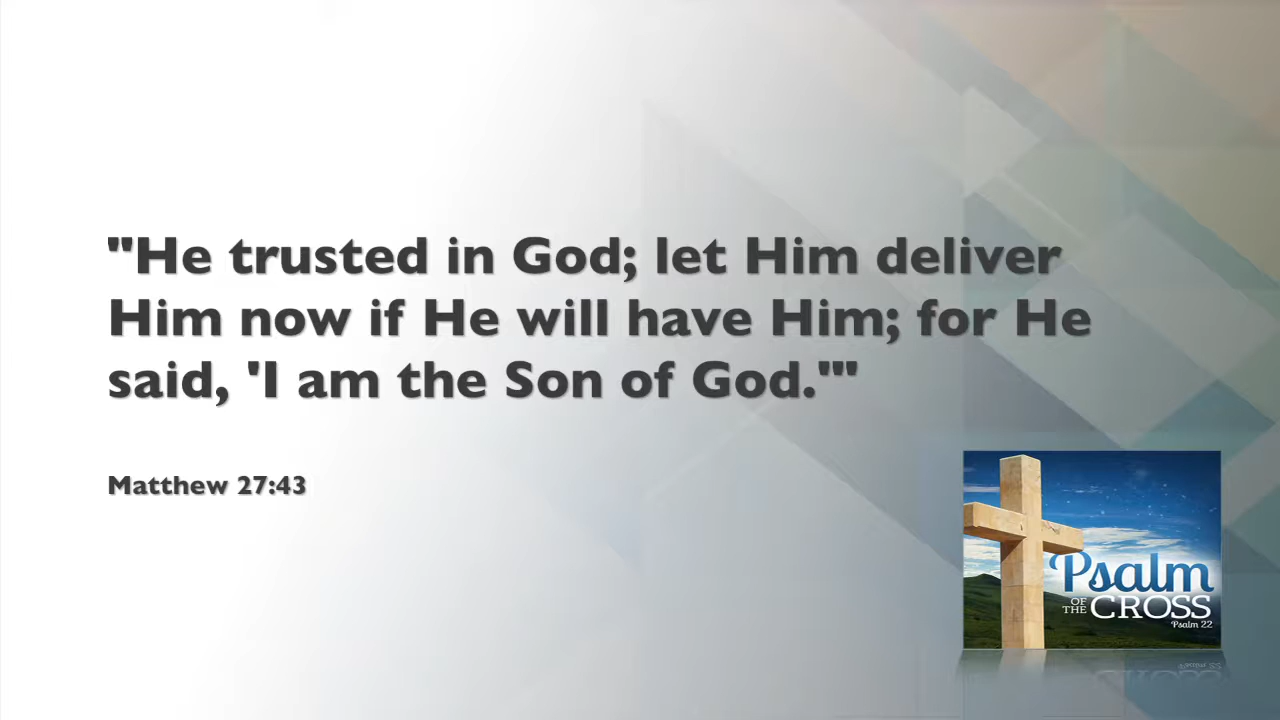 "He trusted in God; let Him deliver
Him now if He will have Him; for He
said, 'I am the Son of God.'"
Matthew 27:43
Psalm
OF THE CROSS
Psalm 22